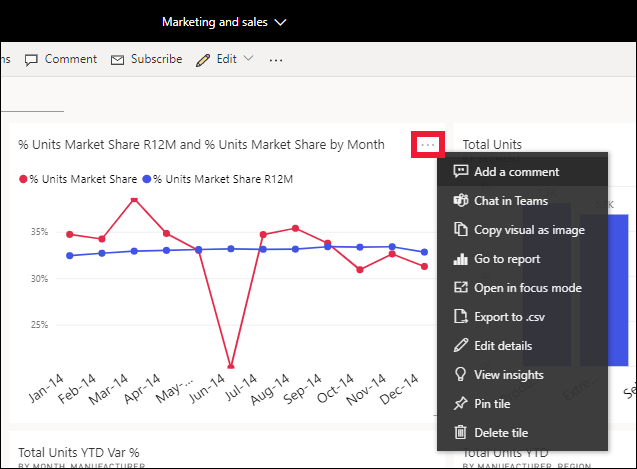 Marketing and sales
Comment
Subscribe
Edit
...
% Units Market Share R12M and % Units Market Share by Month
...
% Units Market Share
% Units Market Share R12M
35%
30%
25%
Jan-14
Feb-14
Mar-14
Apr-14
May-...
Jun-14
Jul-14
Aug-14
Sep-14
Oct-14
Nov-14
Dec-14
Total Units
Add a comment
Chat in Teams
Copy visual as image
Go to report
Open in focus mode
Export to .csv
Edit details
View insights
Pin tile
Delete tile
Total Units YTD Var %
BY MONTH, MANUFACTURER
Total Units YTD
BY MANUFACTURER, REGION